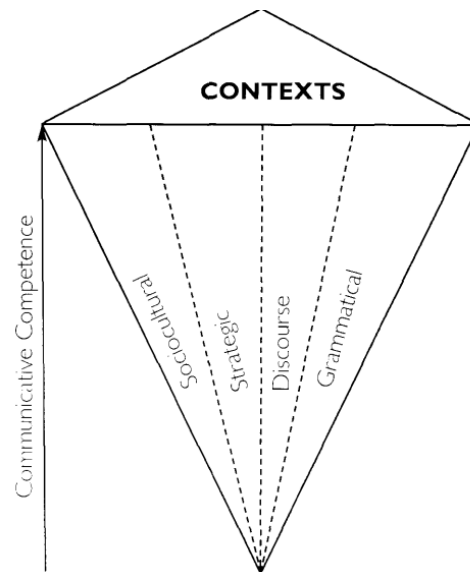 CONTEXTS
Communicative Competence
Sociocultural
Strategic
Discourse
Grammatical